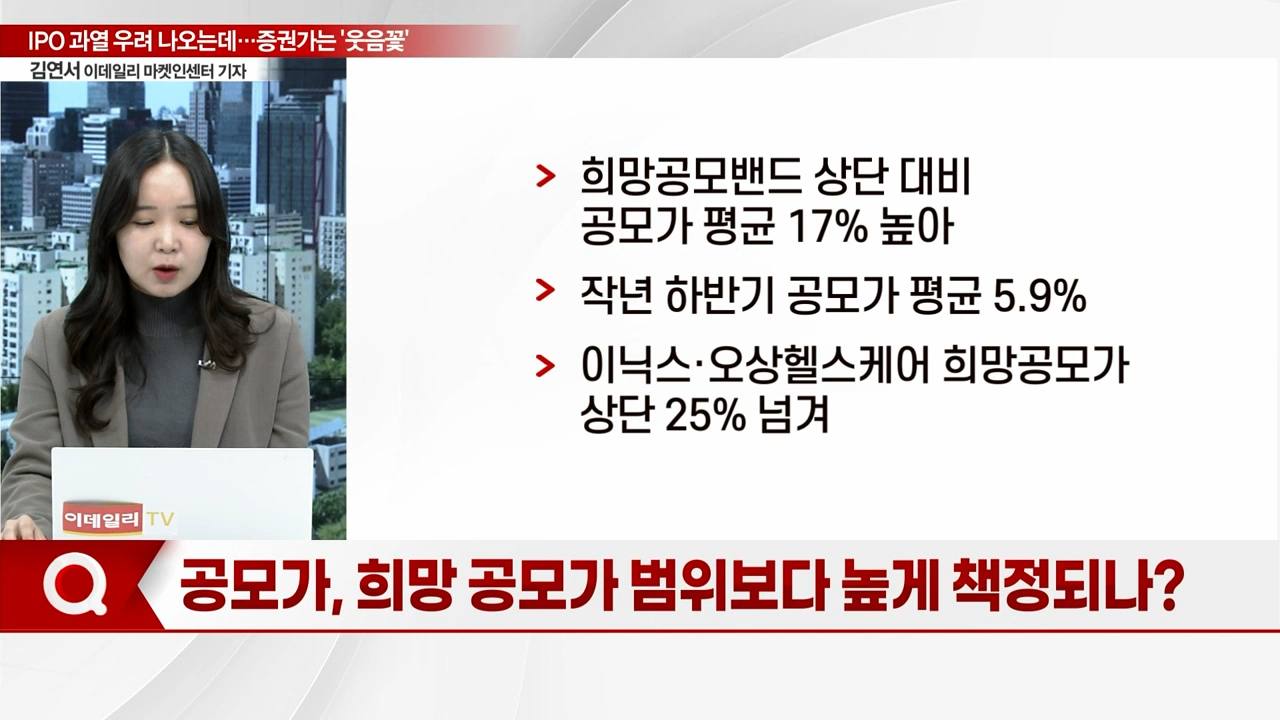 IPO 과열 우려 나오는데…증권가는 '웃음꽃'
김연서 이데일리 마켓인센터 기자
> 희망공모밴드 상단 대비
공모가 평균 17% 높아
> 작년 하반기 공모가 평균 5.9%
> 이닉스·오상헬스케어 희망공모가
상단 25% 넘겨
이데일리 TV
Q 공모가, 희망 공모가 범위보다 높게 책정되나?